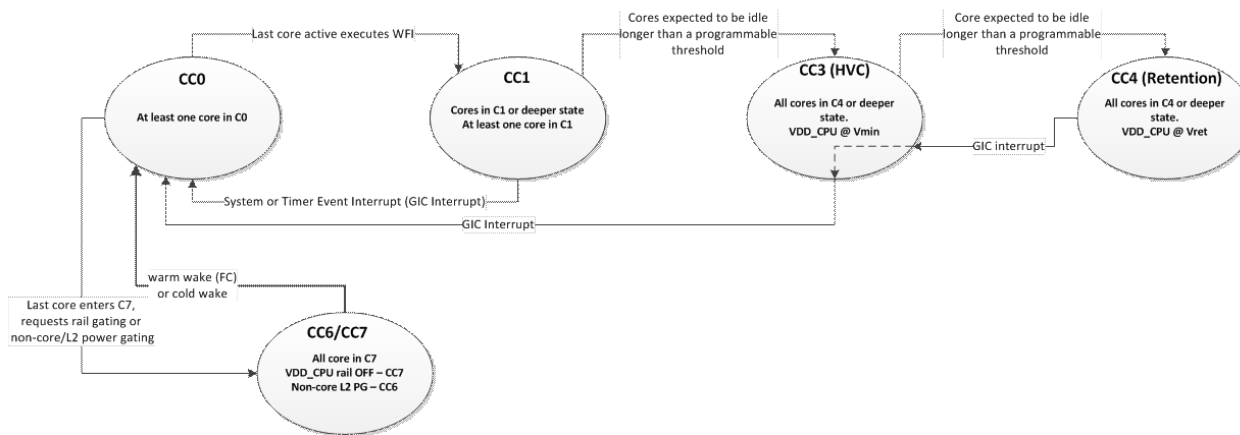 Last core active executes WFI
Cores expected to be idle
longer than a programmable
threshold
Core expected to be idle
longer than a programmable
threshold
CC0
At least one core in C0
CC1
Cores in C1 or deeper state
At least one core in C1
CC3 (HVC)
All cores in C4 or deeper
state.
VDD_CPU @ Vmin
CC4 (Retention)
All cores in C4 or deeper
state.
VDD_CPU @ Vret
GIC interrupt
System or Timer Event Interrupt (GIC Interrupt)
GIC Interrupt
warm wake (FC)
or cold wake
Last core enters C7,
requests rail gating or
non-core/L2 power gating
CC6/CC7
All core in C7
VDD_CPU rail OFF – CC7
Non-core L2 PG – CC6